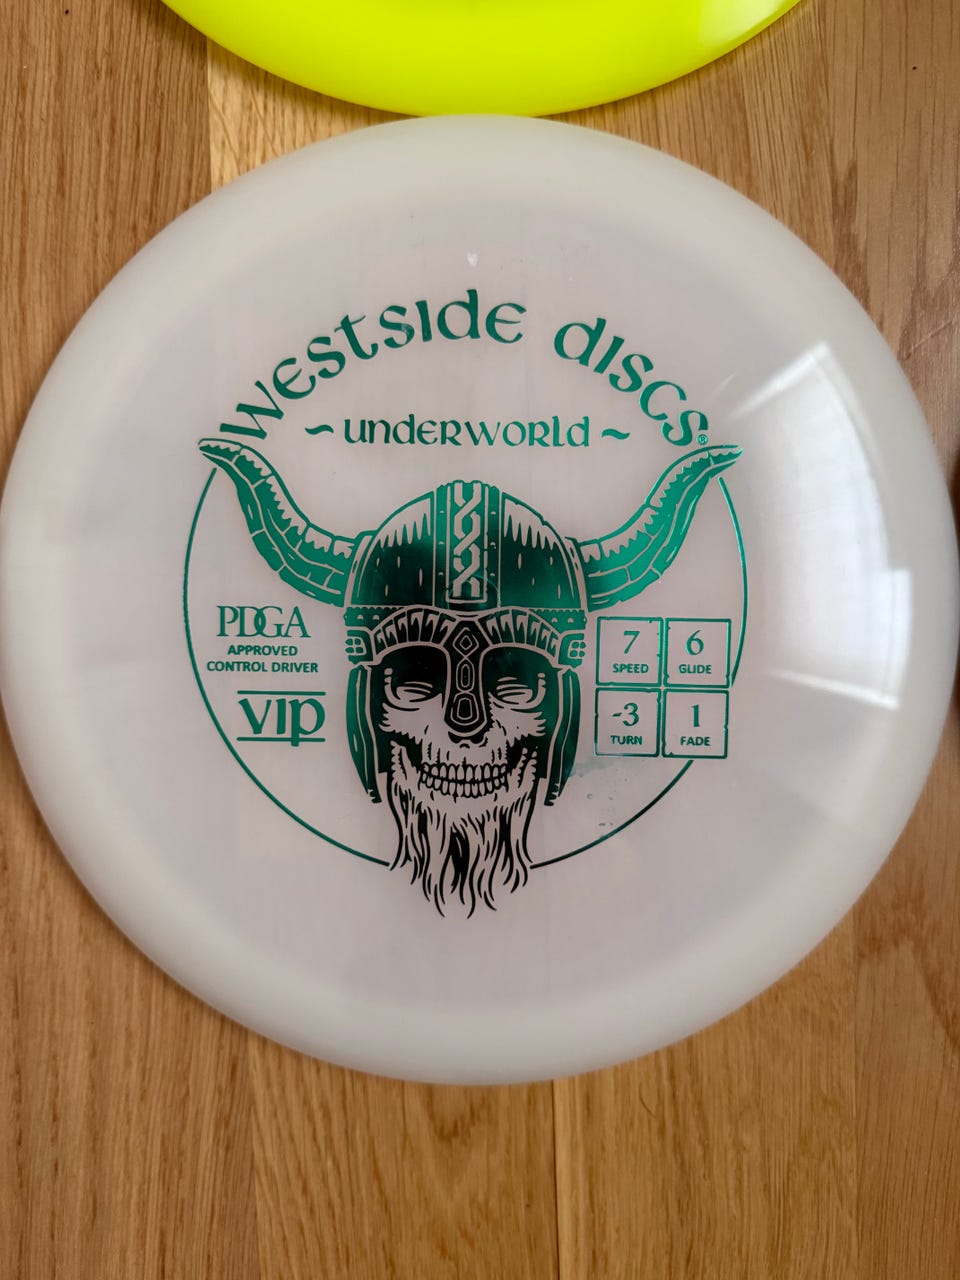 westside discs®
~underworld~
PDGA
APPROVED
CONTROL DRIVER
VIP
7 6
SPEED GLIDE
-3 1
TURN FADE